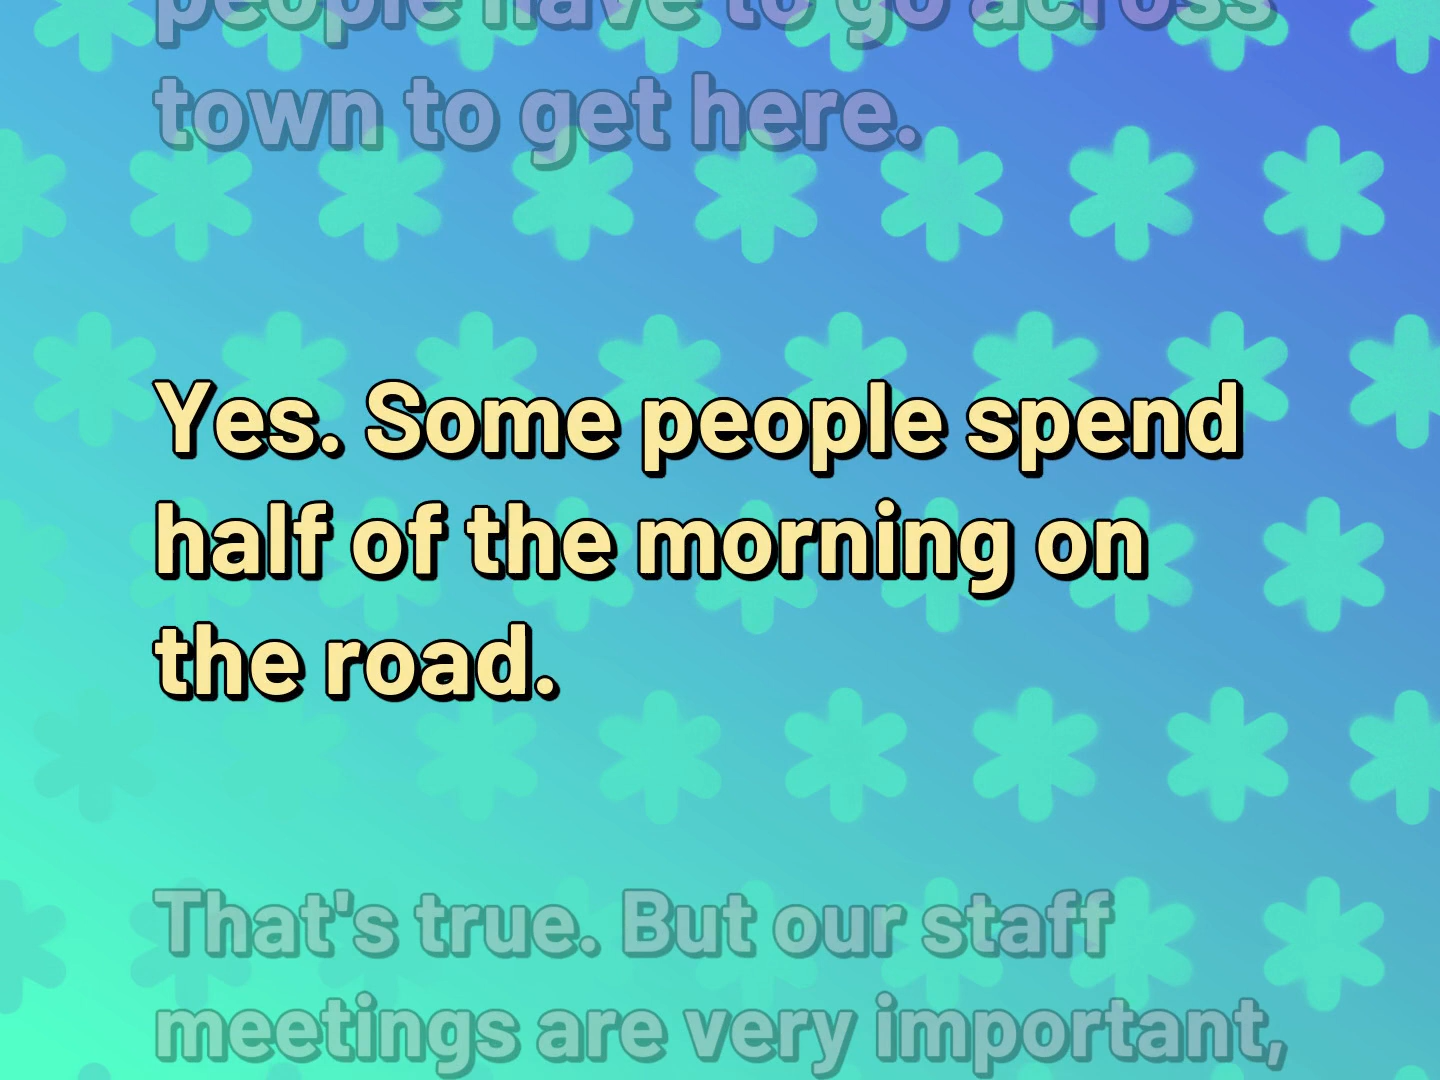 people have to go across
town to get here.
Yes. Some people spend
half of the morning on
the road.
That's true. But our staff
meetings are very important,